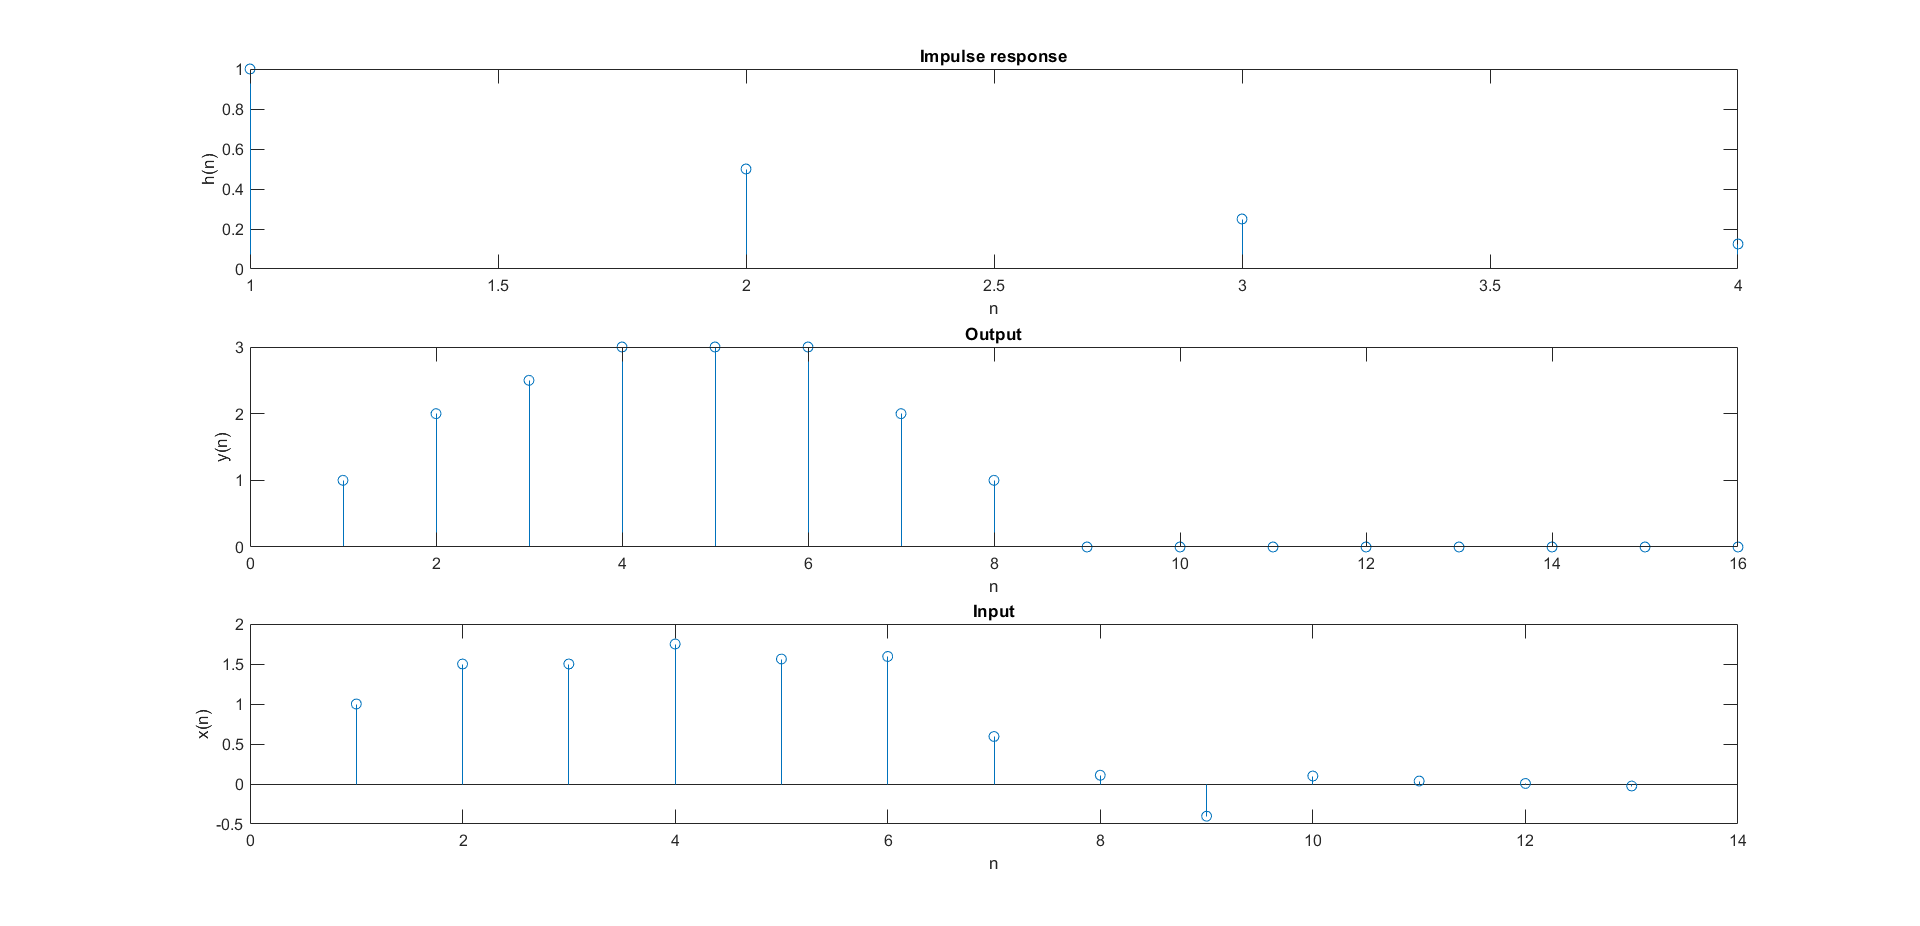 Impulse response
1
0.8
0.6
0.4
0.2
0
h(n)
1 1.5 2 2.5 3 3.5 4
n
Output
3
2
1
0
y(n)
0 2 4 6 8 10 12 14 16
n
Input
2
1.5
1
0.5
0
-0.5
x(n)
0 2 4 6 8 10 12 14
n